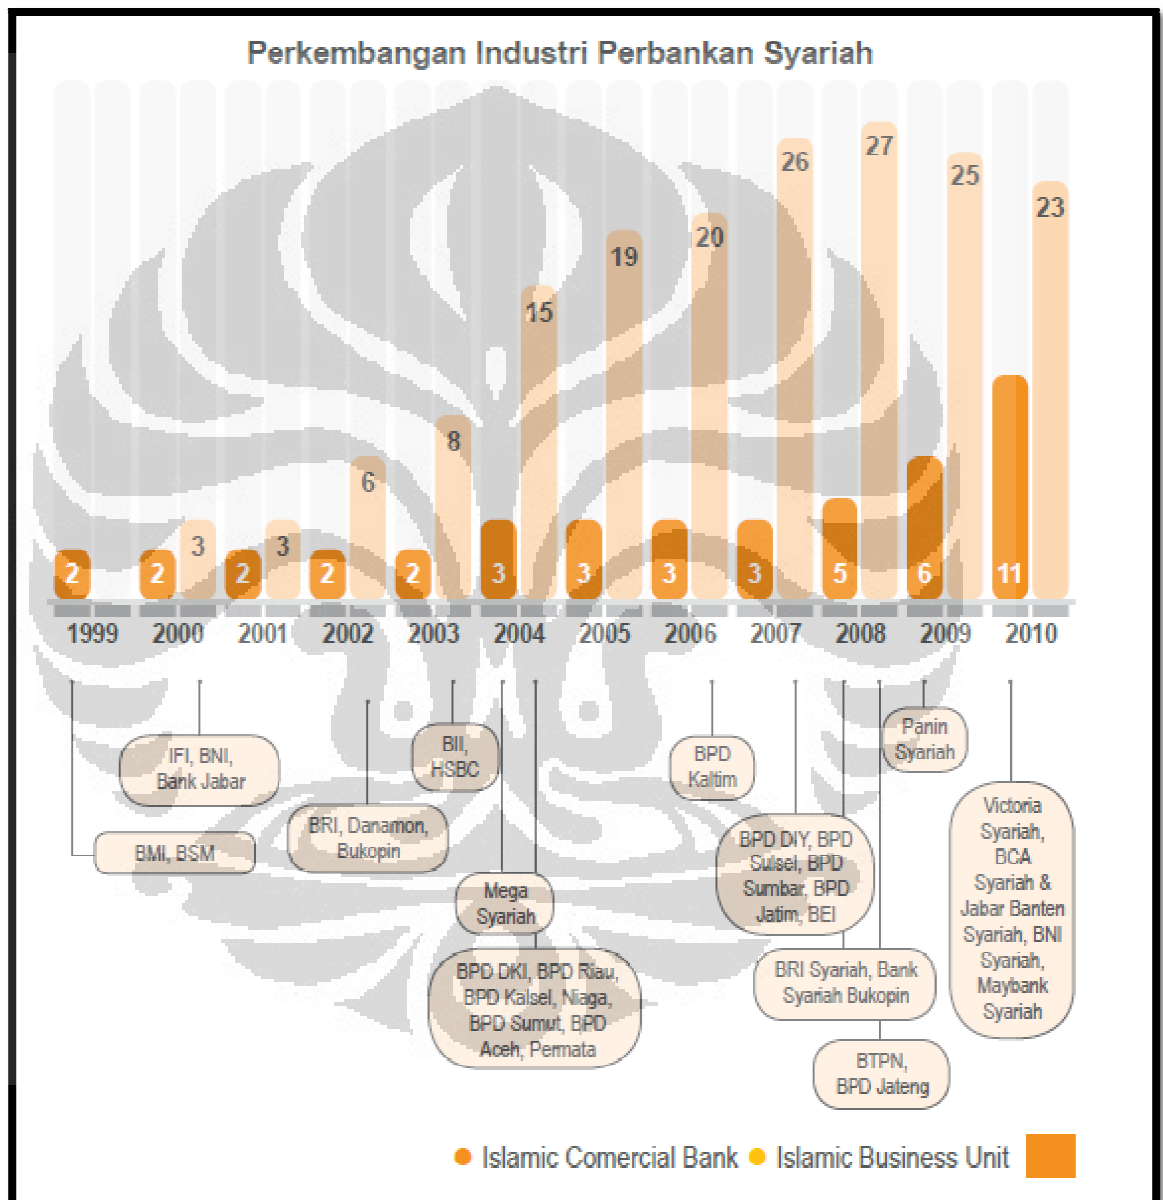 Perkembangan Industri Perbankan Syariah
27
26
25
23
20
19
15
8
6
3
3
2
2
2
2
2
3
3
3
3
5
6
11
1999 2000 2001 2002 2003 2004 2005 2006 2007 2008 2009 2010
IFI, BNI,
Bank Jabar
BMI, BSM
BRI, Danamon,
Bukopin
BII,
HSBC
Mega
Syariah
BPD DKI, BPD Riau,
BPD Kalsel, Niaga,
BPD Sumut, BPD
Aceh, Permata
BPD
Kaltim
BPD DIY, BPD
Sulsel, BPD
Sumbar, BPD
Jatim, BEI
BRI Syariah, Bank
Syariah Bukopin
BTPN,
BPD Jateng
Panin
Syariah
Victoria
Syariah,
BCA
Syariah &
Jabar Banten
Syariah, BNI
Syariah,
Maybank
Syariah
Islamic Comercial Bank Islamic Business Unit